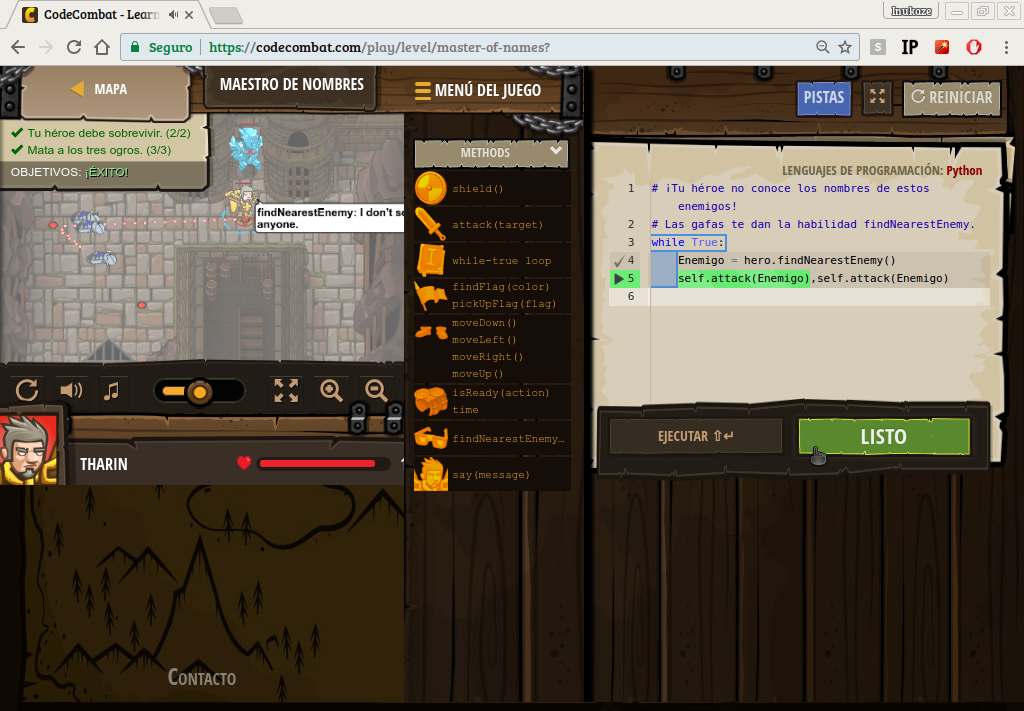 CodeCombat - Learn
Inukaze
Seguro
https://codecombat.com/play/level/master-of-names?
S
IP
MAPA
MAESTRO DE NOMBRES
MENÚ DEL JUEGO
PISTAS
REINICIAR
Tu héroe debe sobrevivir. (2/2)
Mata a los tres ogros. (3/3)
OBJETIVOS: ¡ÉXITO!
findNearestEnemy: I don't se
anyone.
METHODS
shield()
attack(target)
while-true loop
findFlag(color)
pickUpFlag(flag)
moveDown()
moveLeft()
moveRight()
moveUp()
isReady(action)
time
findNearestEnemy…
say(message)
LENGUAJES DE PROGRAMACIÓN: Python
1 # ¡Tu héroe no conoce los nombres de estos
enemigos!
2 # Las gafas te dan la habilidad findNearestEnemy.
3 while True:
4 Enemigo = hero.findNearestEnemy()
5 self.attack(Enemigo),self.attack(Enemigo)
6
EJECUTAR ⇧↵
LISTO
THARIN
CONTACTO